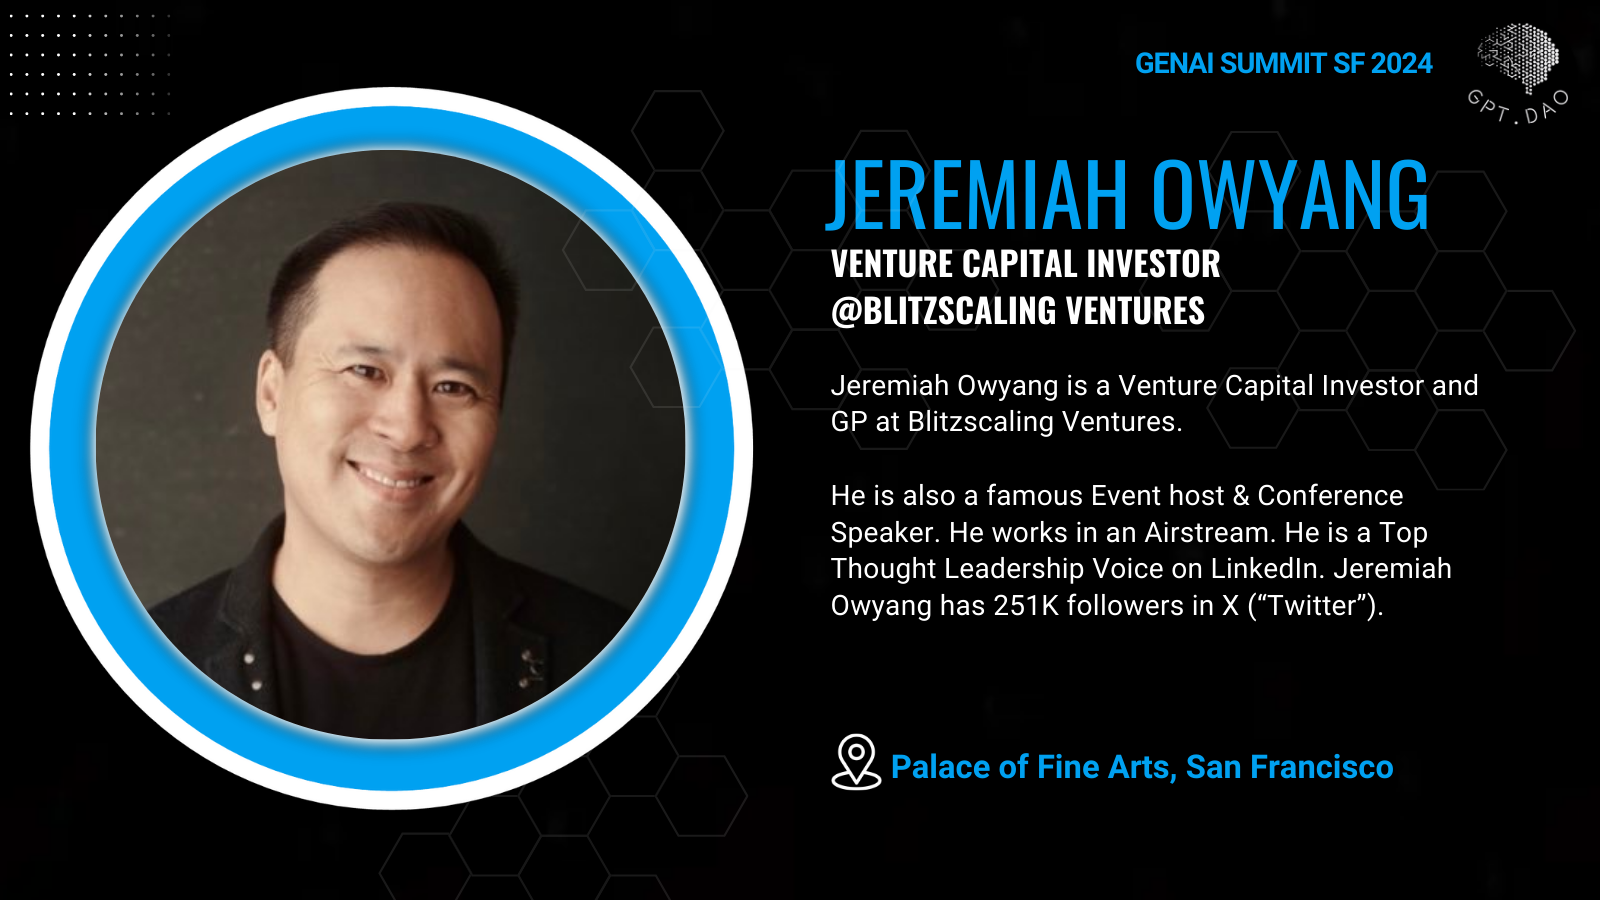 GENAI SUMMIT SF 2024
GPT.DAO
JEREMIAH OWYANG
VENTURE CAPITAL INVESTOR
@BLITZSCALING VENTURES
Jeremiah Owyang is a Venture Capital Investor and
GP at Blitzscaling Ventures.
He is also a famous Event host & Conference
Speaker. He works in an Airstream. He is a Top
Thought Leadership Voice on LinkedIn. Jeremiah
Owyang has 251K followers in X (“Twitter”).
Palace of Fine Arts, San Francisco